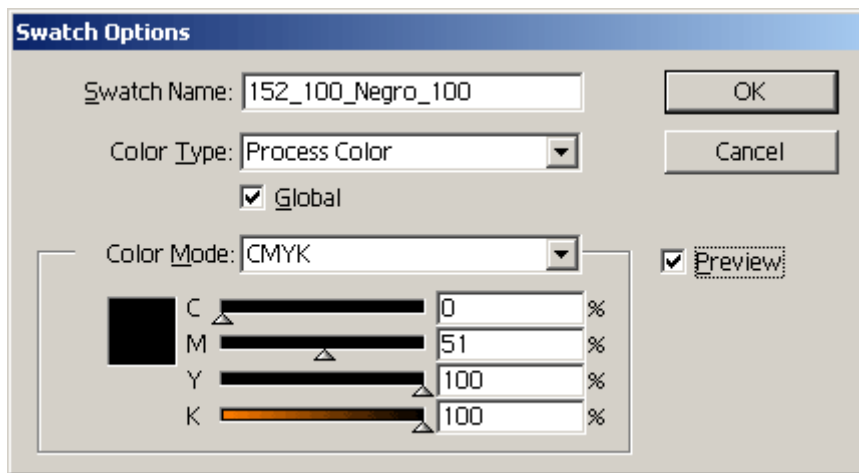 Swatch Options
Swatch Name: 152_100_Negro_100 OK
Color Type: Process Color Cancel
Global
Color Mode: CMYK Preview
C 0 %
M 51 %
Y 100 %
K 100 %